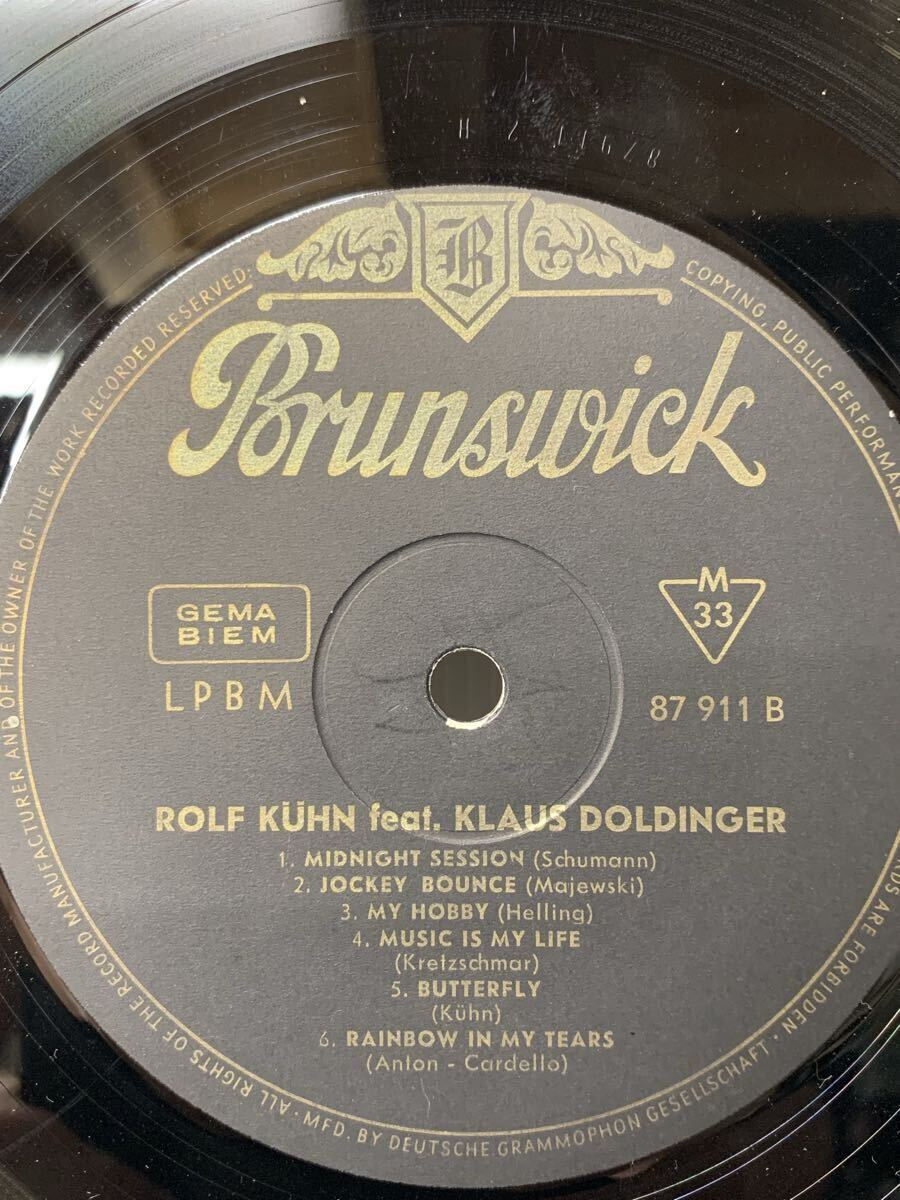 87911 2 H
B
Brunswick
GEMA
BIEM
LPBM
M
33
87 911 B
ROLF KÜHN feat. KLAUS DOLDINGER
1. MIDNIGHT SESSION (Schumann)
2. JOCKEY BOUNCE (Majewski)
3. MY HOBBY (Helling)
4. MUSIC IS MY LIFE
(Kretzschmar)
5. BUTTERFLY
(Kühn)
6. RAINBOW IN MY TEARS
(Anton - Cardello)
· ALL RIGHTS OF THE RECORD MANUFACTURER AND OF THE OWNER OF THE WORK RECORDED RESERVED:
COPYING, PUBLIC PERFORMAN
DS ARE FORBIDDEN ·
MFD. BY DEUTSCHE GRAMMOPHON GESELLSCHAFT ·